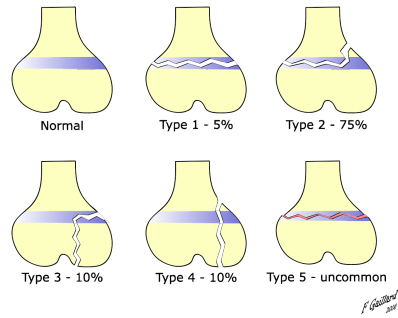 Normal
Type 1 - 5%
Type 2 - 75%
Type 3 - 10%
Type 4 - 10%
Type 5 - uncommon
F Gaillard
2008